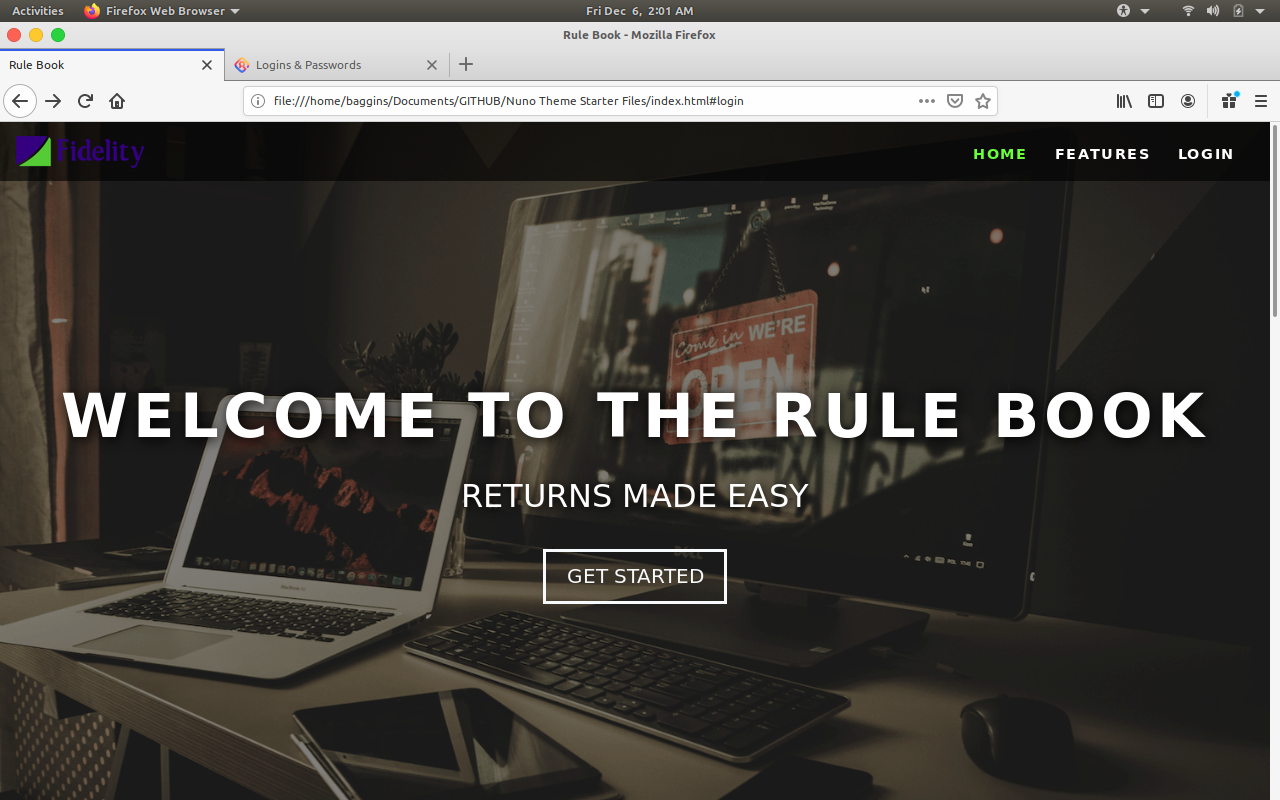 Activities
Firefox Web Browser
Fri Dec 6, 2:01 AM
Rule Book - Mozilla Firefox
Rule Book
Logins & Passwords
file:///home/baggins/Documents/GITHUB/Nuno Theme Starter Files/index.html#login
Fidelity
HOME
FEATURES
LOGIN
come in WE'RE
OPEN
WELCOME TO THE RULE BOOK
RETURNS MADE EASY
GET STARTED